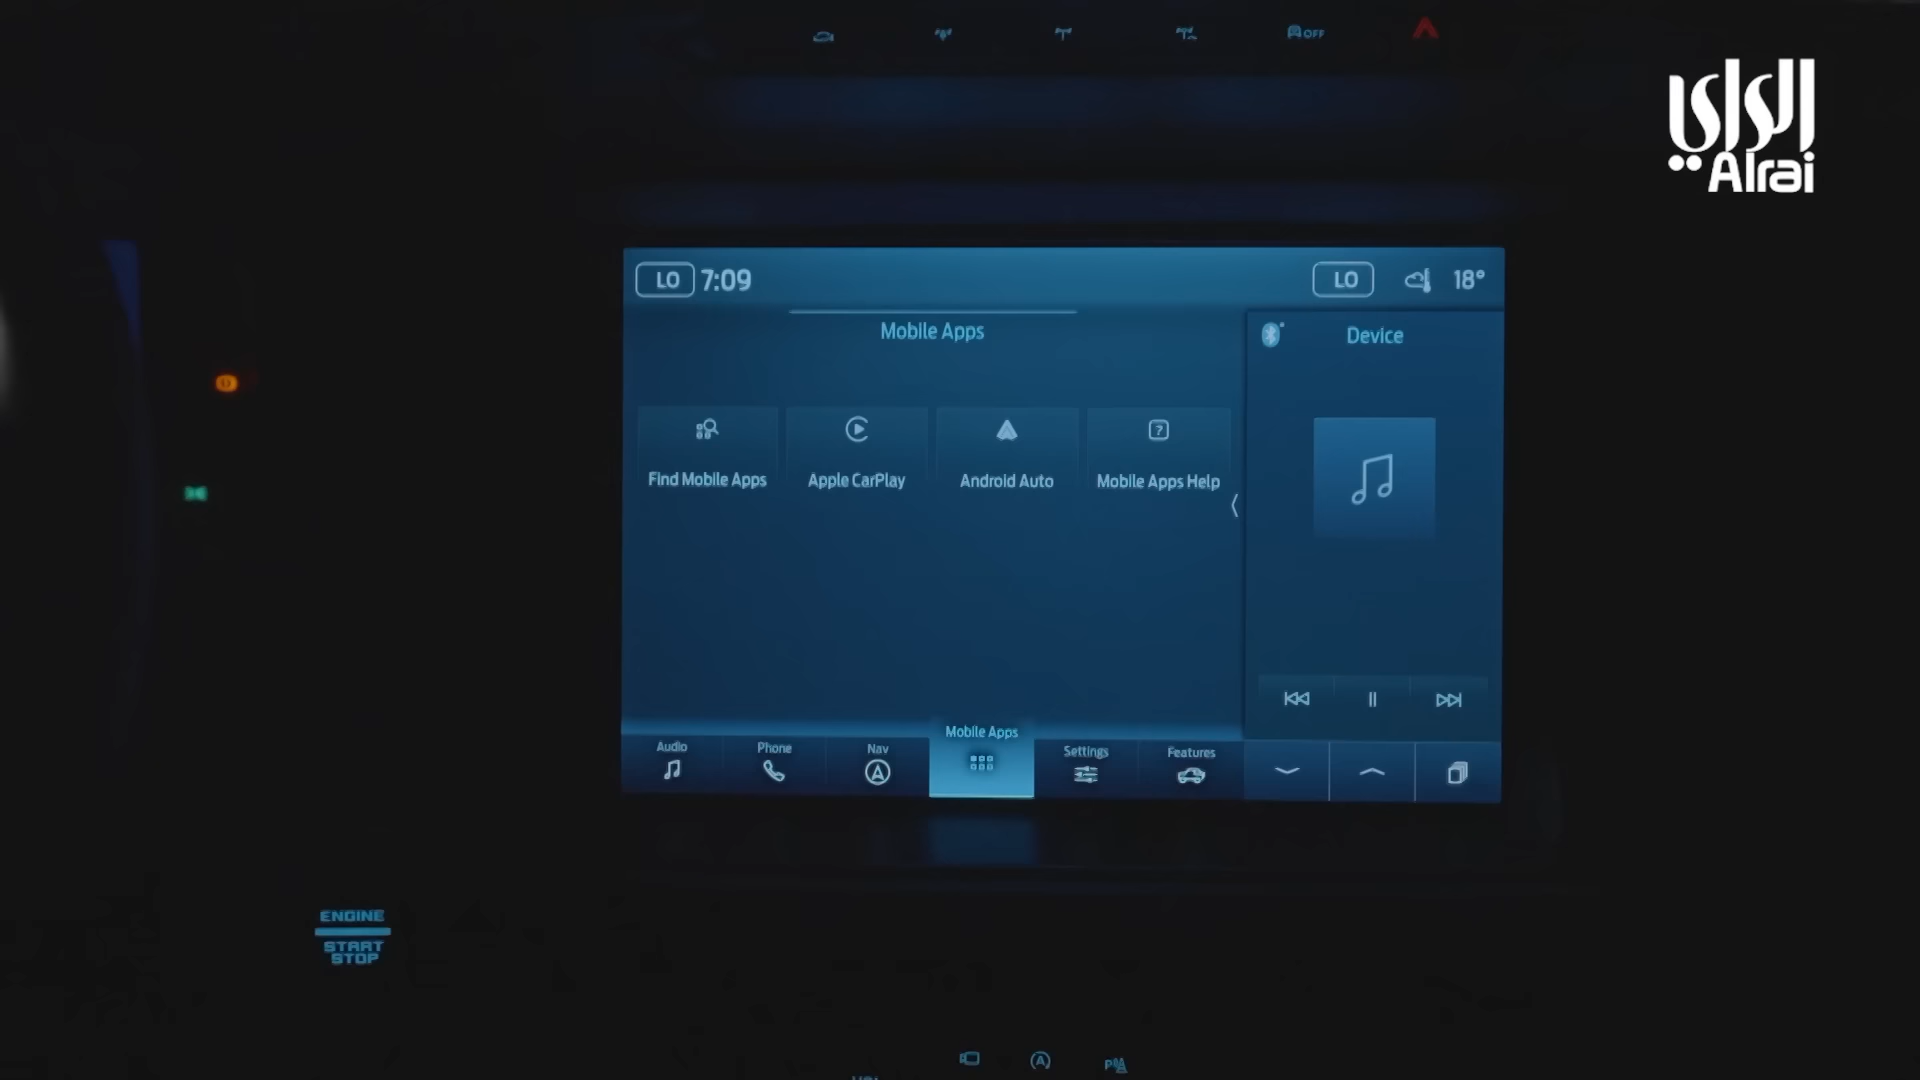 OFF
الراي
Alrai
LO 7:09
LO 18°
Mobile Apps
Device
Find Mobile Apps
Apple CarPlay
Android Auto
Mobile Apps Help
Audio
Phone
Nav
Mobile Apps
Settings
Features
ENGINE
START
STOP